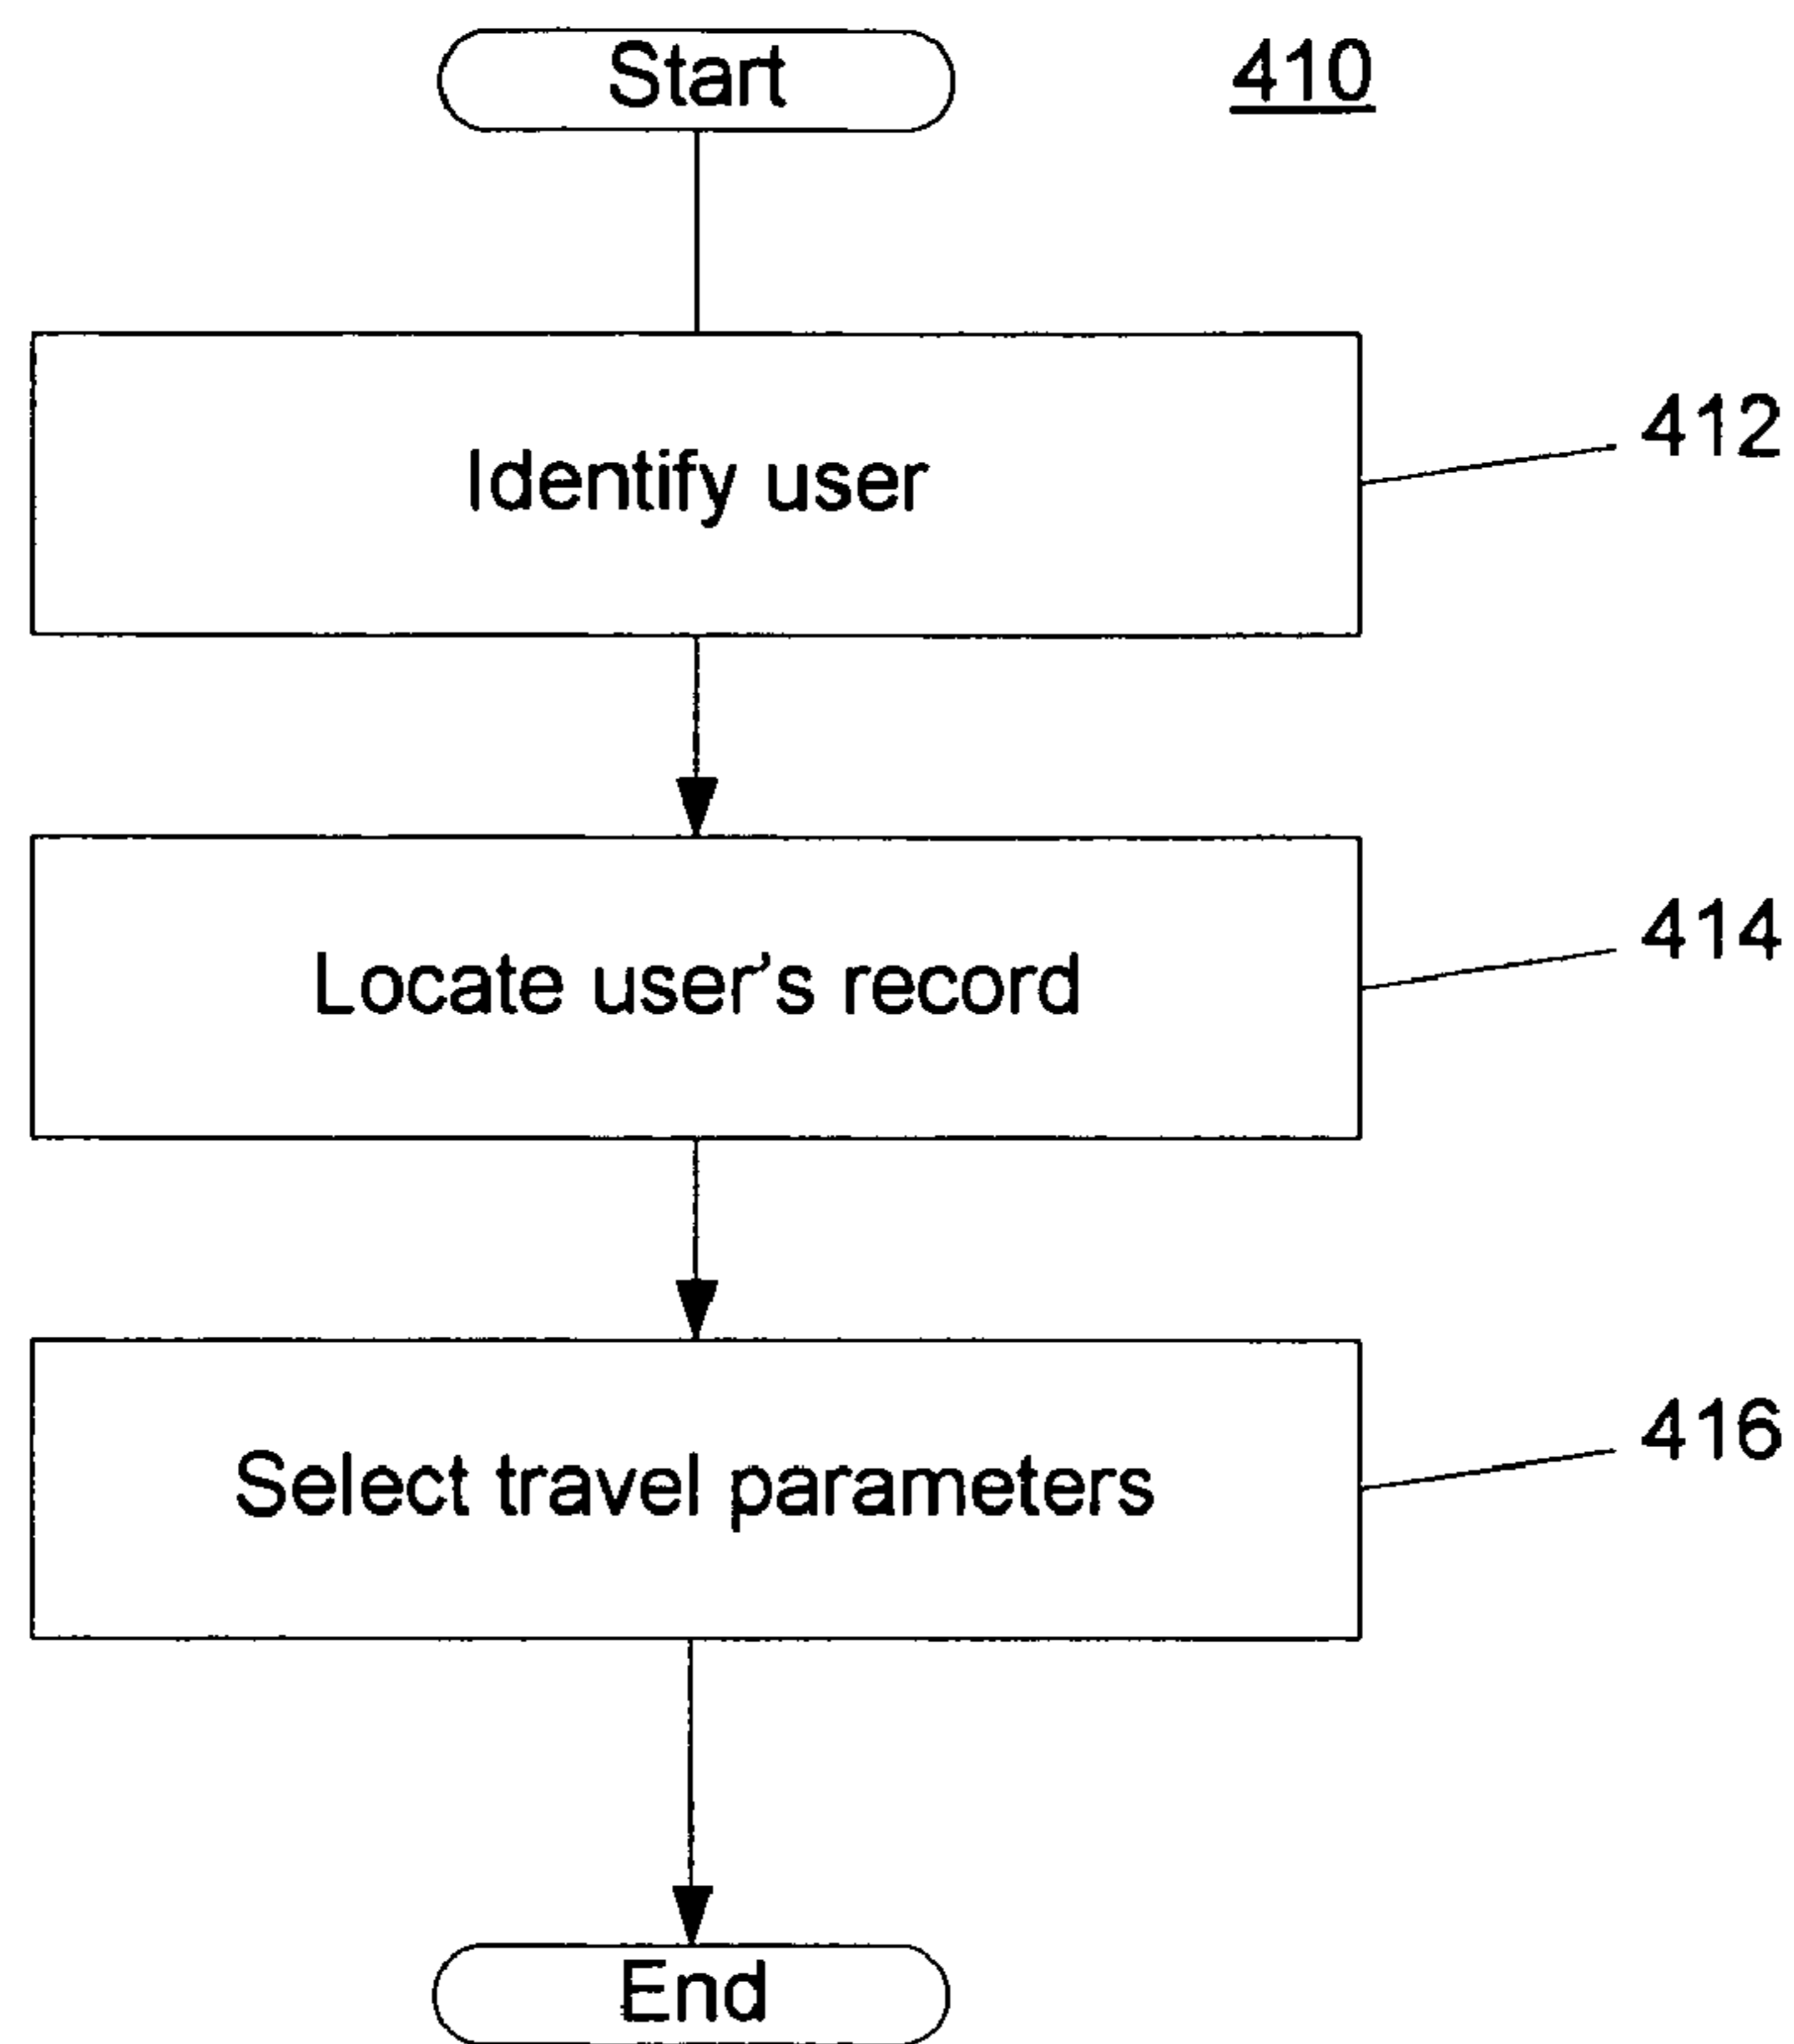 Start
410
Identify user
412
Locate user's record
414
Select travel parameters
416
End